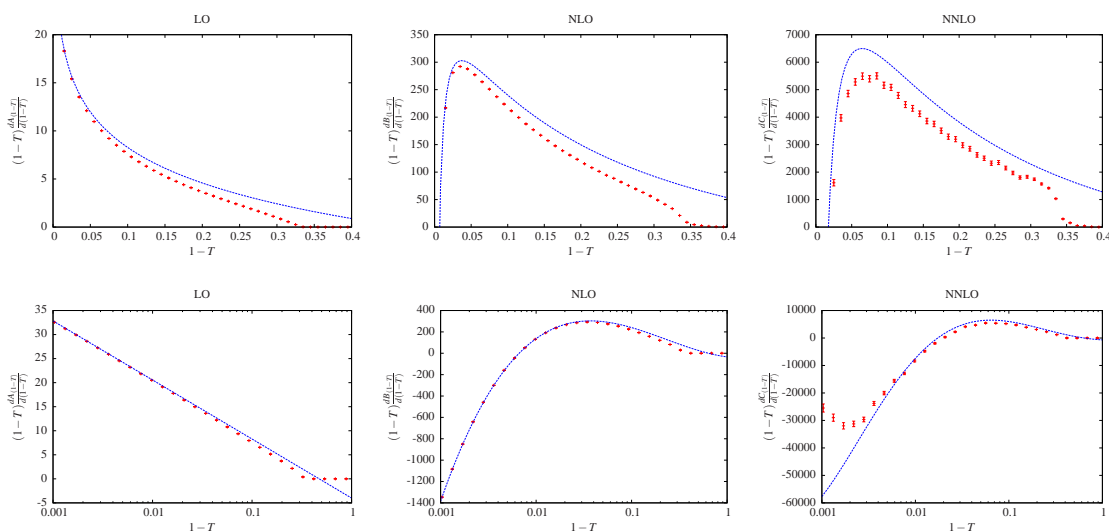 LO
20
15
10
5
0
0 0.05 0.1 0.15 0.2 0.25 0.3 0.35 0.4
1 − T
(1 − T) dA(1−T) / d(1−T)
NLO
350
300
250
200
150
100
50
0
0 0.05 0.1 0.15 0.2 0.25 0.3 0.35 0.4
1 − T
(1 − T) dB(1−T) / d(1−T)
NNLO
7000
6000
5000
4000
3000
2000
1000
0
0 0.05 0.1 0.15 0.2 0.25 0.3 0.35 0.4
1 − T
(1 − T) dC(1−T) / d(1−T)
LO
35
30
25
20
15
10
5
0
-5
0.001 0.01 0.1 1
1 − T
(1 − T) dA(1−T) / d(1−T)
NLO
400
200
0
-200
-400
-600
-800
-1000
-1200
-1400
0.001 0.01 0.1 1
1 − T
(1 − T) dB(1−T) / d(1−T)
NNLO
10000
0
-10000
-20000
-30000
-40000
-50000
-60000
0.001 0.01 0.1 1
1 − T
(1 − T) dC(1−T) / d(1−T)